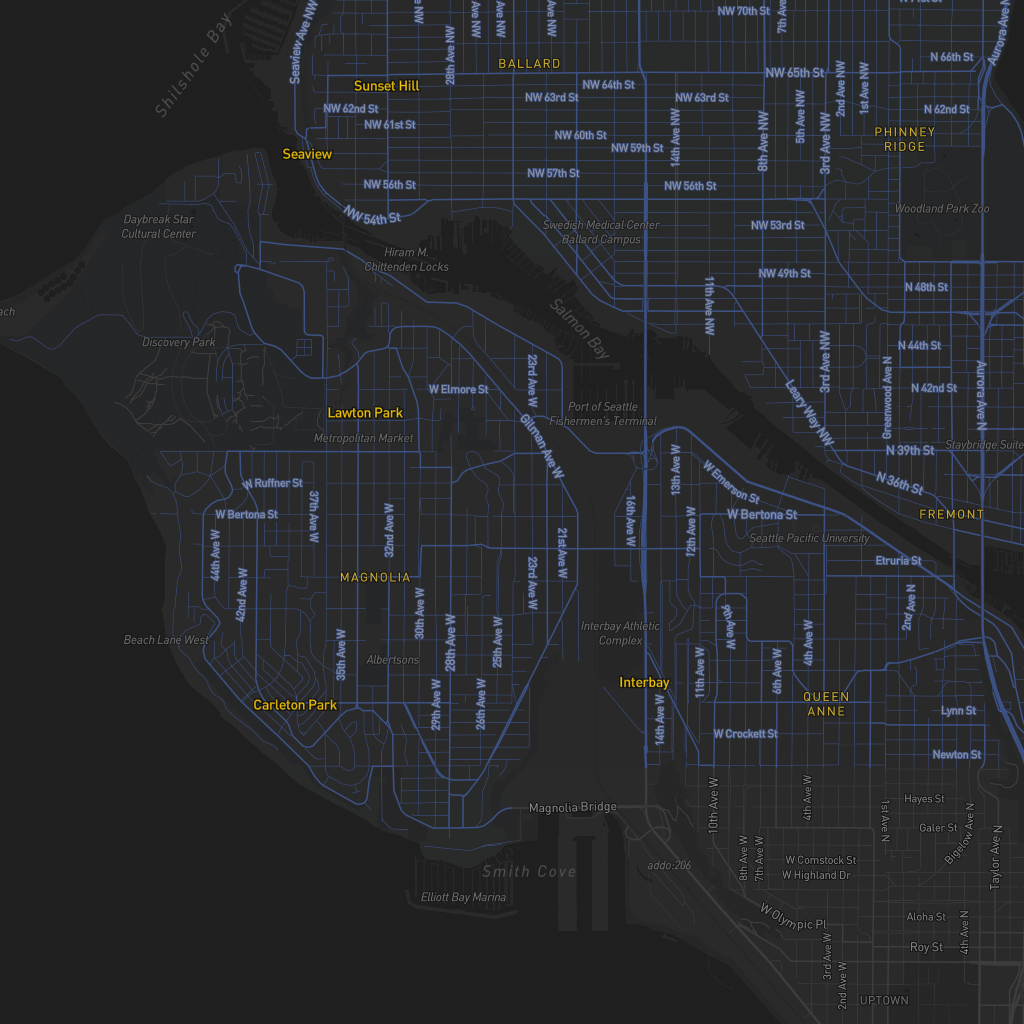 NW 70th St
7th Ave
Aurora Ave N
Seaview Ave NW
28th Ave NW
BALLARD
N 66th St
NW 65th St
Sunset Hill
NW 64th St
2nd Ave NW
1st Ave NW
Shilshole Bay
NW 63rd St
NW 63rd St
NW 62nd St
5th Ave NW
N 62nd St
NW 61st St
NW 60th St
14th Ave NW
8th Ave NW
3rd Ave NW
PHINNEY
RIDGE
Seaview
NW 59th St
NW 57th St
NW 56th St
NW 56th St
NW 54th St
Woodland Park Zoo
Daybreak Star
Cultural Center
Swedish Medical Center
Ballard Campus
NW 53rd St
Hiram M.
Chittenden Locks
NW 49th St
N 48th St
11th Ave NW
ach
Salmon Bay
Discovery Park
N 44th St
23rd Ave W
3rd Ave NW
W Elmore St
N 42nd St
Greenwood Ave N
Aurora Ave N
Lawton Park
Port of Seattle
Fishermen's Terminal
Leary Way NW
Metropolitan Market
Gilman Ave W
Staybridge Suite
N 39th St
13th Ave W
W Ruffner St
W Emerson St
N 36th St
37th Ave W
W Bertona St
W Bertona St
FREMONT
32nd Ave W
16th Ave W
12th Ave W
Seattle Pacific University
44th Ave W
21st Ave W
Etruria St
MAGNOLIA
42nd Ave W
23rd Ave W
30th Ave W
9th Ave W
2nd Ave N
Beach Lane West
Interbay Athletic
Complex
28th Ave W
25th Ave W
4th Ave W
35th Ave W
Albertsons
11th Ave W
6th Ave W
Interbay
Carleton Park
29th Ave W
26th Ave W
14th Ave W
QUEEN
ANNE
Lynn St
W Crockett St
Newton St
10th Ave W
4th Ave W
Hayes St
Magnolia Bridge
1st Ave N
Galer St
Bigelow Ave N
8th Ave W
7th Ave W
Taylor Ave N
W Comstock St
addo:206
Smith Cove
W Highland Dr
Elliott Bay Marina
W Olympic Pl
Aloha St
4th Ave N
Roy St
3rd Ave W
2nd Ave W
UPTOWN